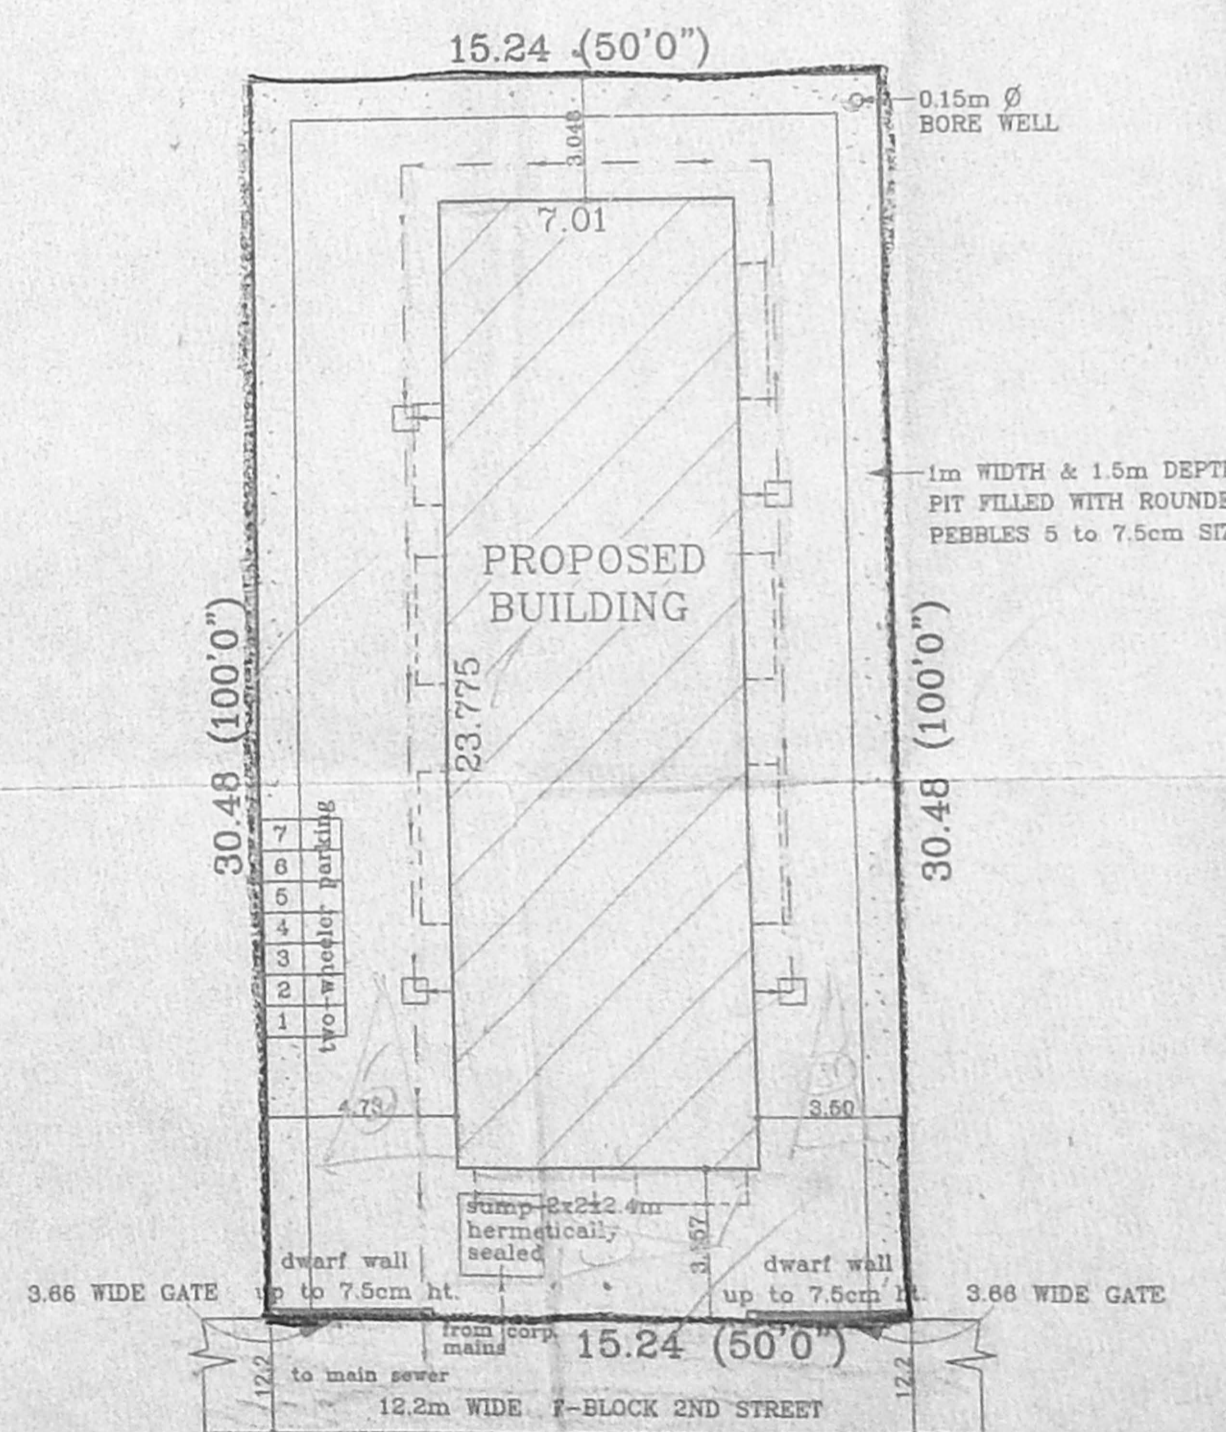 15.24 (50'0")
0.15m Ø
BORE WELL
3.048
7.01
1m WIDTH & 1.5m DEPTH
PIT FILLED WITH
PEBBLES 5 to 7.5cm
PROPOSED
BUILDING
23.775
30.48 (100'0")
30.48 (100'0")
7
6
5
4
3
2
1
two-wheeler parking
4.73
3.50
sump 2x2x2.4m
hermetically
sealed
dwarf wall
up to 7.5cm ht.
dwarf wall
up to 7.5cm ht.
3.66 WIDE GATE
3.66 WIDE GATE
from corp.
mains
15.24 (50'0")
to main sewer
12.2
12.2
12.2m WIDE F-BLOCK 2ND STREET